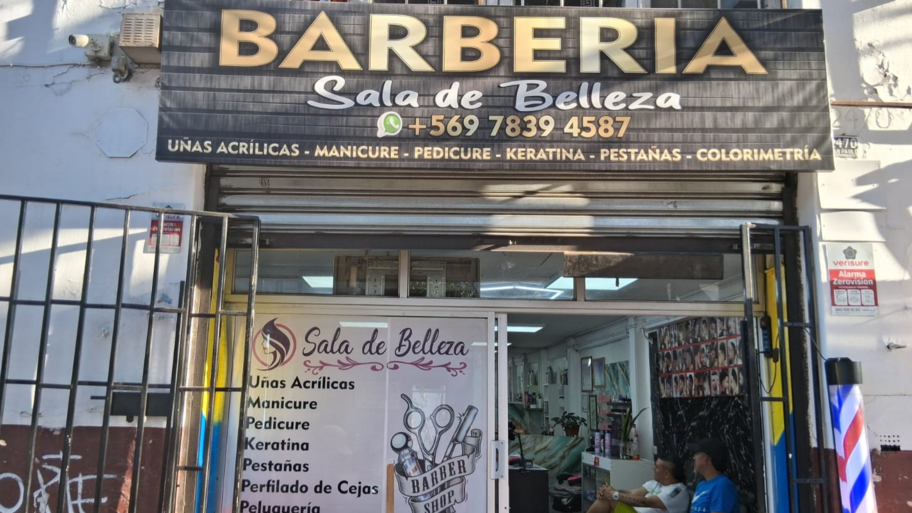 BARBERIA
Sala de Belleza
+569 7839 4587
UÑAS ACRÍLICAS - MANICURE - PEDICURE - KERATINA - PESTAÑAS - COLORIMETRÍA
verisure
Alarma
Zerovisión
Sala de Belleza
Uñas Acrílicas
Manicure
Pedicure
Keratina
Pestañas
Perfilado de Cejas
Peluquería
BARBER
SHOP